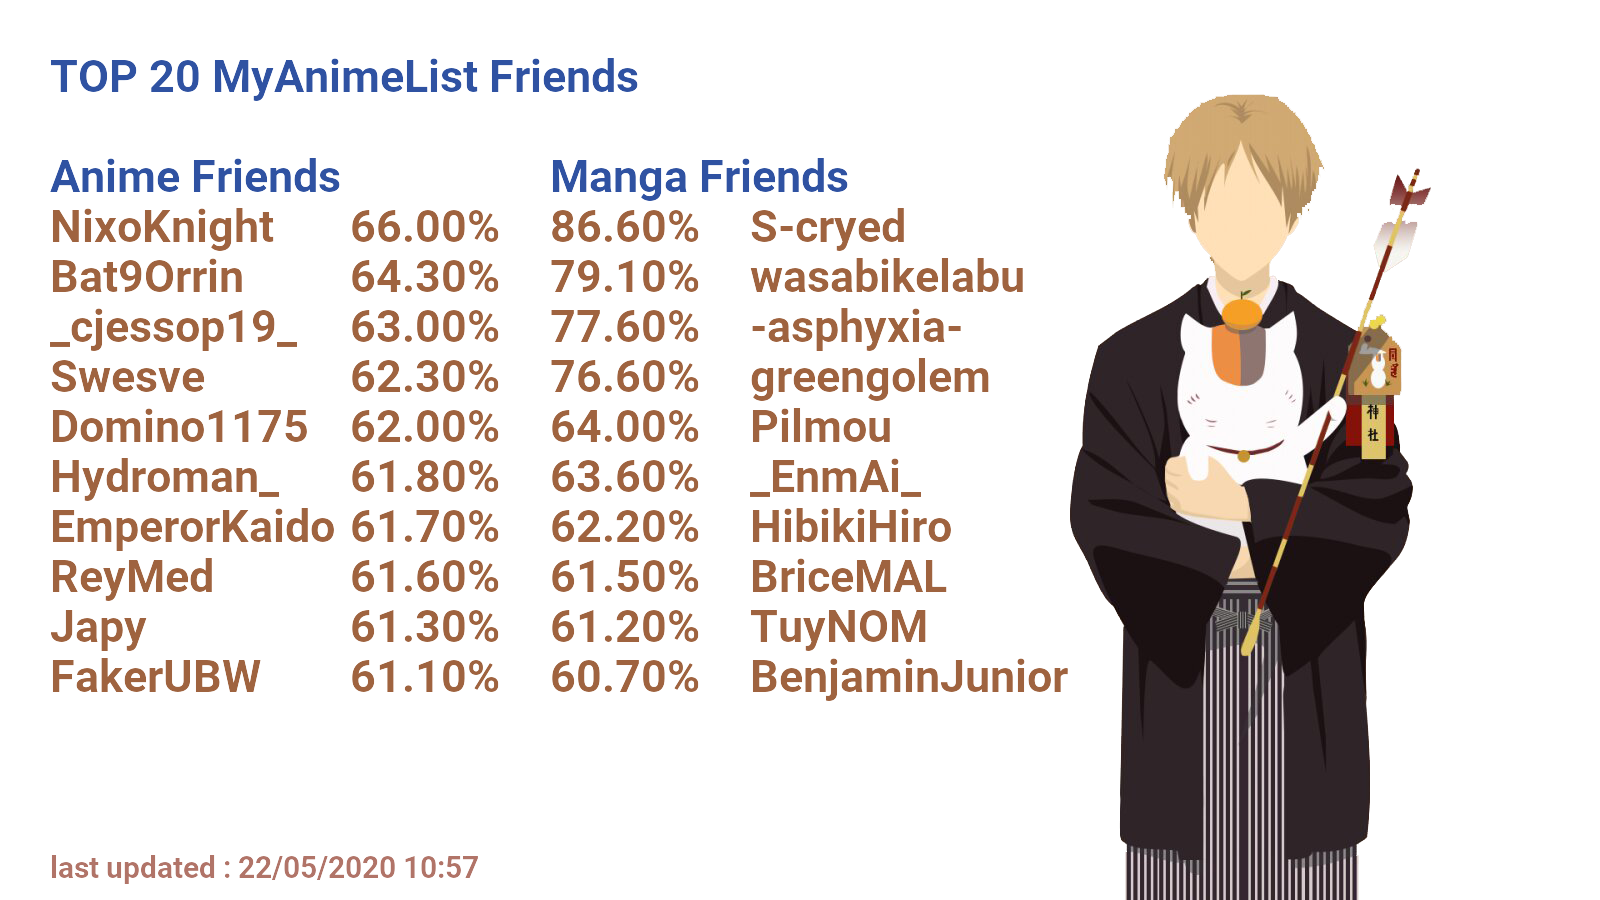 TOP 20 MyAnimeList Friends
Anime Friends Manga Friends
NixoKnight 66.00% 86.60% S-cryed
Bat9Orrin 64.30% 79.10% wasabikelabu
_cjessop19_ 63.00% 77.60% -asphyxia-
Swesve 62.30% 76.60% greengolem
Domino1175 62.00% 64.00% Pilmou
Hydroman_ 61.80% 63.60% _EnmAi_
EmperorKaido 61.70% 62.20% HibikiHiro
ReyMed 61.60% 61.50% BriceMAL
Japy 61.30% 61.20% TuyNOM
FakerUBW 61.10% 60.70% BenjaminJunior
神
社
last updated : 22/05/2020 10:57